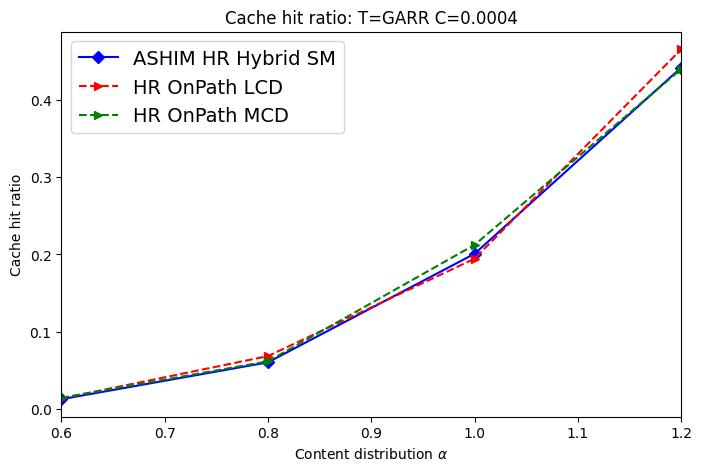 Cache hit ratio: T=GARR C=0.0004
ASHIM HR Hybrid SM
HR OnPath LCD
HR OnPath MCD
Cache hit ratio
0.4
0.3
0.2
0.1
0.0
0.6 0.7 0.8 0.9 1.0 1.1 1.2
Content distribution α